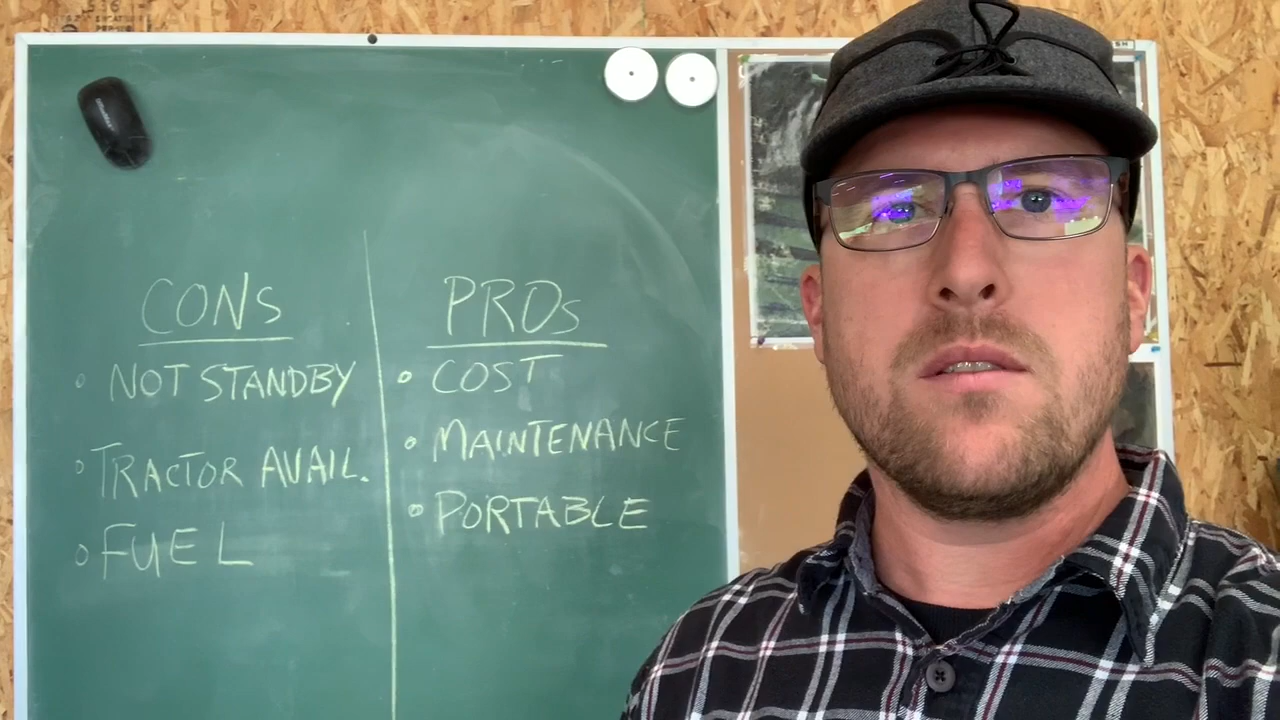 CONS
• NOT STANDBY
• TRACTOR AVAIL.
• FUEL
PROS
• COST
• MAINTENANCE
• PORTABLE